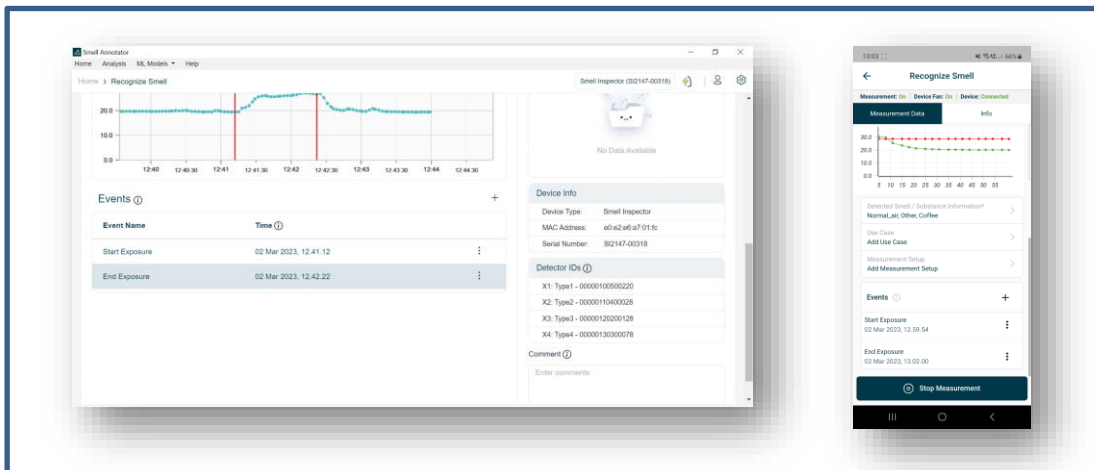 Smell Annotator
Home Analysis ML Models Help
Home > Recognize Smell
Smell Inspector (SI2147-00318)
20.0
10.0
0.0
12:40 12:40:30 12:41 12:41:30 12:42 12:42:30 12:43 12:43:30 12:44 12:44:30
No Data Available
Events
Event Name Time
Start Exposure 02 Mar 2023, 12.41.12
End Exposure 02 Mar 2023, 12.42.22
Device Info
Device Type: Smell Inspector
MAC Address: e0:e2:e6:a7:01:fc
Serial Number: SI2147-00318
Detector IDs
X1: Type1 - 00000100500220
X2: Type2 - 00000110400028
X3: Type3 - 00000120200128
X4: Type4 - 00000130300078
Comment
Enter comments
13:03 66%
Recognize Smell
Measurement: On Device Fan: On Device: Connected
Measurement Data Info
30.0
20.0
10.0
0.0
5 10 15 20 25 30 35 40 45 50 55
Detected Smell / Substance Information*
Normal_air, Other, Coffee
Use Case
Add Use Case
Measurement Setup
Add Measurement Setup
Events
Start Exposure
02 Mar 2023, 12.59.54
End Exposure
02 Mar 2023, 13.02.00
Stop Measurement